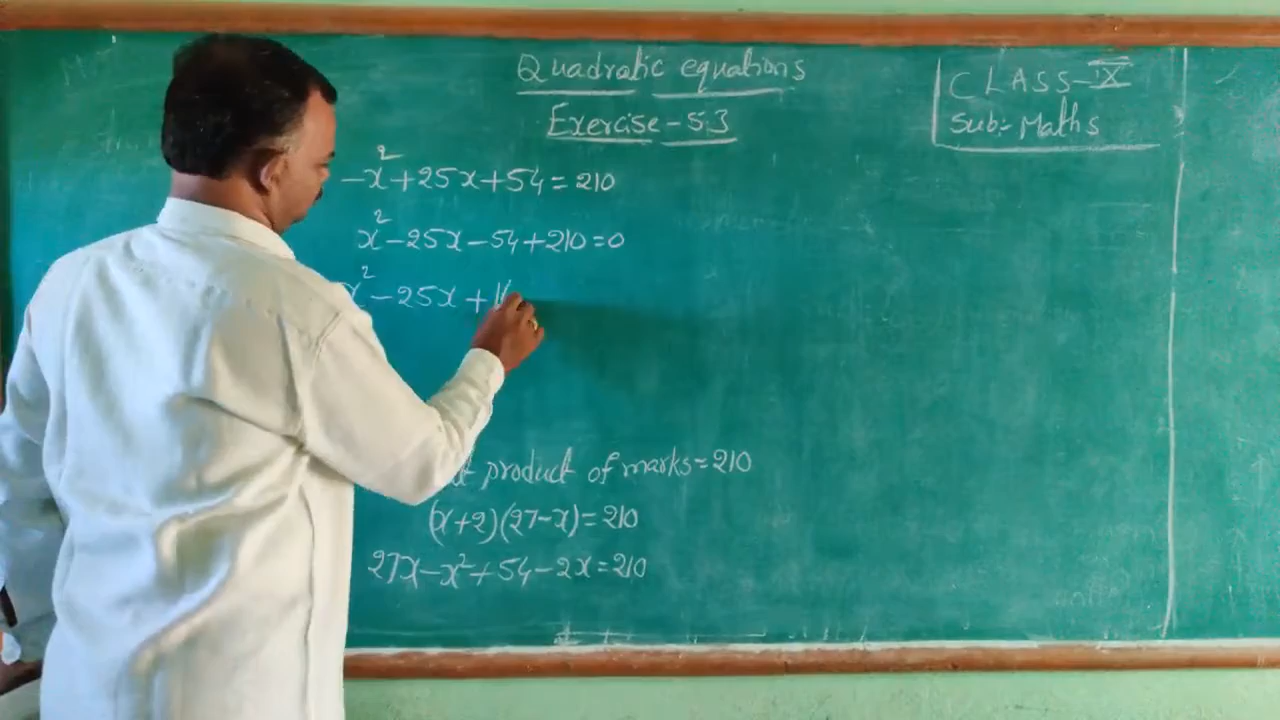 Quadratic equations
Exercise-5.3
CLASS-X
Sub:- Maths
-x²+25x+54=210
x²-25x-54+210=0
x²-25x+1
product of marks=210
(x+2)(27-x)=210
27x-x²+54-2x=210